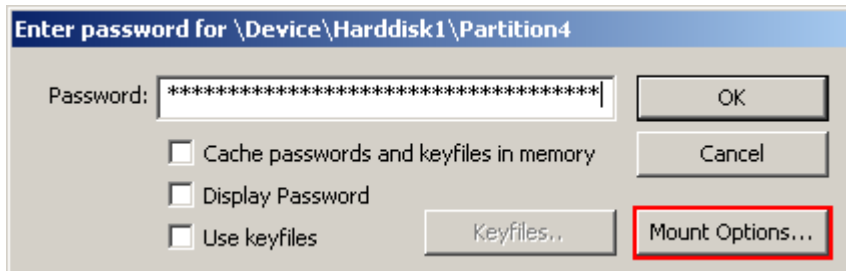 Enter password for \Device\Harddisk1\Partition4
Password: ************************************
OK
Cache passwords and keyfiles in memory
Cancel
Display Password
Use keyfiles
Keyfiles..
Mount Options...